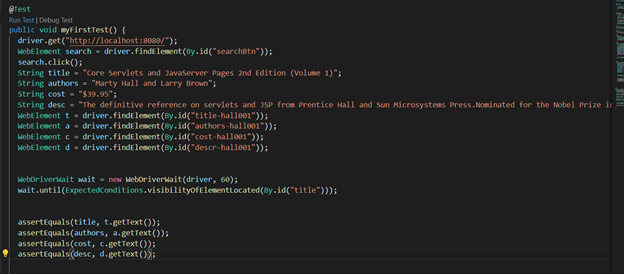 @Test
Run Test | Debug Test
public void myFirstTest() {
driver.get("http://localhost:8080/");
WebElement search = driver.findElement(By.id("searchBtn"));
search.click();
String title = "Core Servlets and JavaServer Pages 2nd Edition (Volume 1)";
String authors = "Marty Hall and Larry Brown";
String cost = "$39.95";
String desc = "The definitive reference on servlets and JSP from Prentice Hall and Sun Microsystems Press.Nominated for the Nobel Prize in
WebElement t = driver.findElement(By.id("title-hall001"));
WebElement a = driver.findElement(By.id("authors-hall001"));
WebElement c = driver.findElement(By.id("cost-hall001"));
WebElement d = driver.findElement(By.id("descr-hall001"));
WebDriverWait wait = new WebDriverWait(driver, 60);
wait.until(ExpectedConditions.visibilityOfElementLocated(By.id("title")));
assertEquals(title, t.getText());
assertEquals(authors, a.getText());
assertEquals(cost, c.getText());
assertEquals(desc, d.getText());